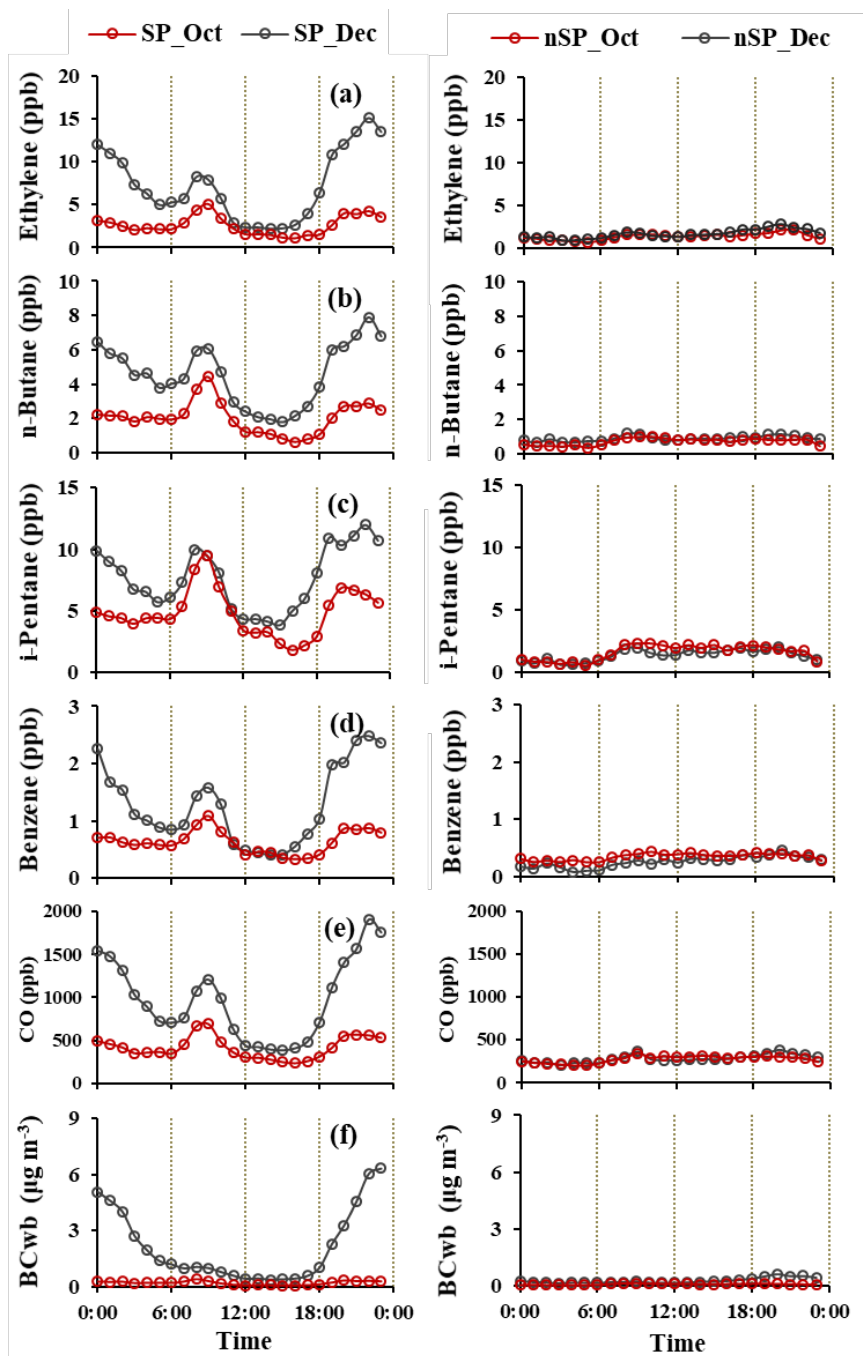 SP_Oct SP_Dec
nSP_Oct nSP_Dec
(a)
Ethylene (ppb)
20
15
10
5
0
Ethylene (ppb)
20
15
10
5
0
(b)
n-Butane (ppb)
10
8
6
4
2
0
n-Butane (ppb)
10
8
6
4
2
0
(c)
i-Pentane (ppb)
15
10
5
0
i-Pentane (ppb)
15
10
5
0
(d)
Benzene (ppb)
3
2
1
0
Benzene (ppb)
3
2
1
0
(e)
CO (ppb)
2000
1500
1000
500
0
CO (ppb)
2000
1500
1000
500
0
(f)
BCwb (µg m-3)
9
6
3
0
BCwb (µg m-3)
9
6
3
0
0:00 6:00 12:00 18:00 0:00
Time
0:00 6:00 12:00 18:00 0:00
Time